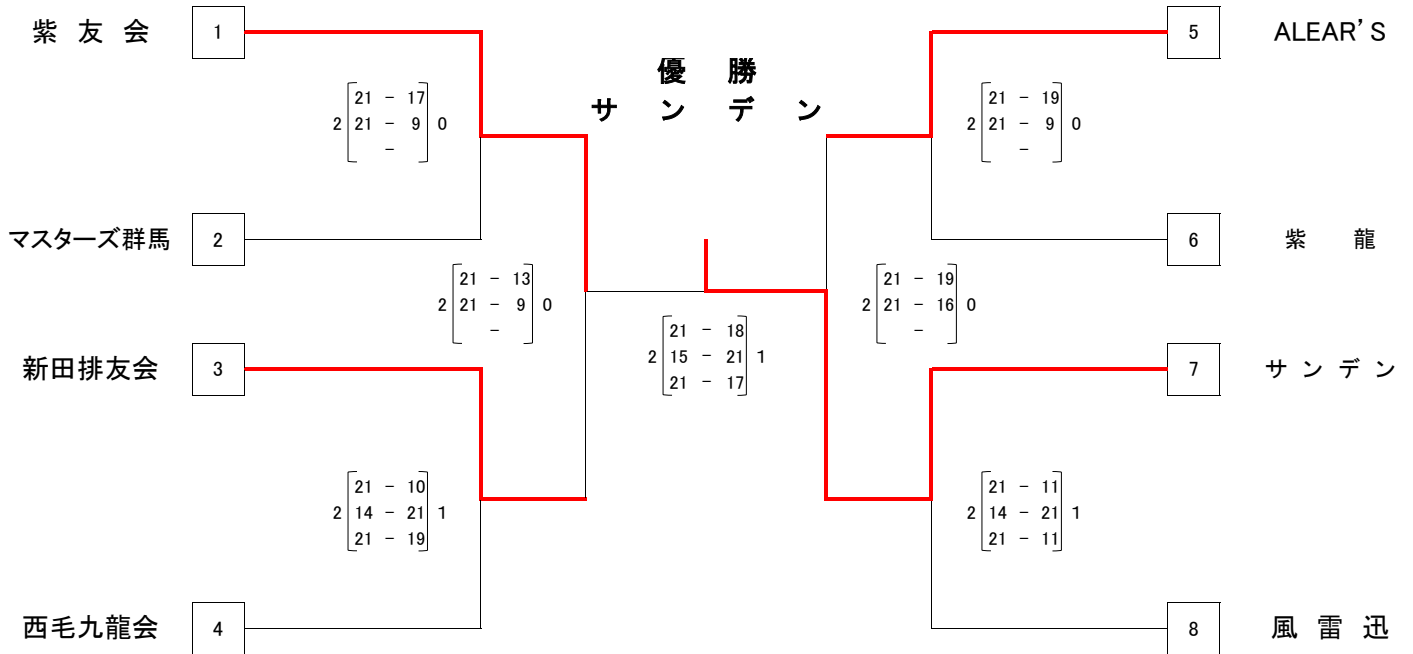 紫 友 会 1
5 ALEAR'S
優 勝
サ ン デ ン
21 - 17
2 21 - 9 0
-
21 - 19
2 21 - 9 0
-
マスターズ群馬 2
6 紫 龍
21 - 13
2 21 - 9 0
-
21 - 19
2 21 - 16 0
-
21 - 18
2 15 - 21 1
21 - 17
新田排友会 3
7 サ ン デ ン
21 - 10
2 14 - 21 1
21 - 19
21 - 11
2 14 - 21 1
21 - 11
西毛九龍会 4
8 風 雷 迅